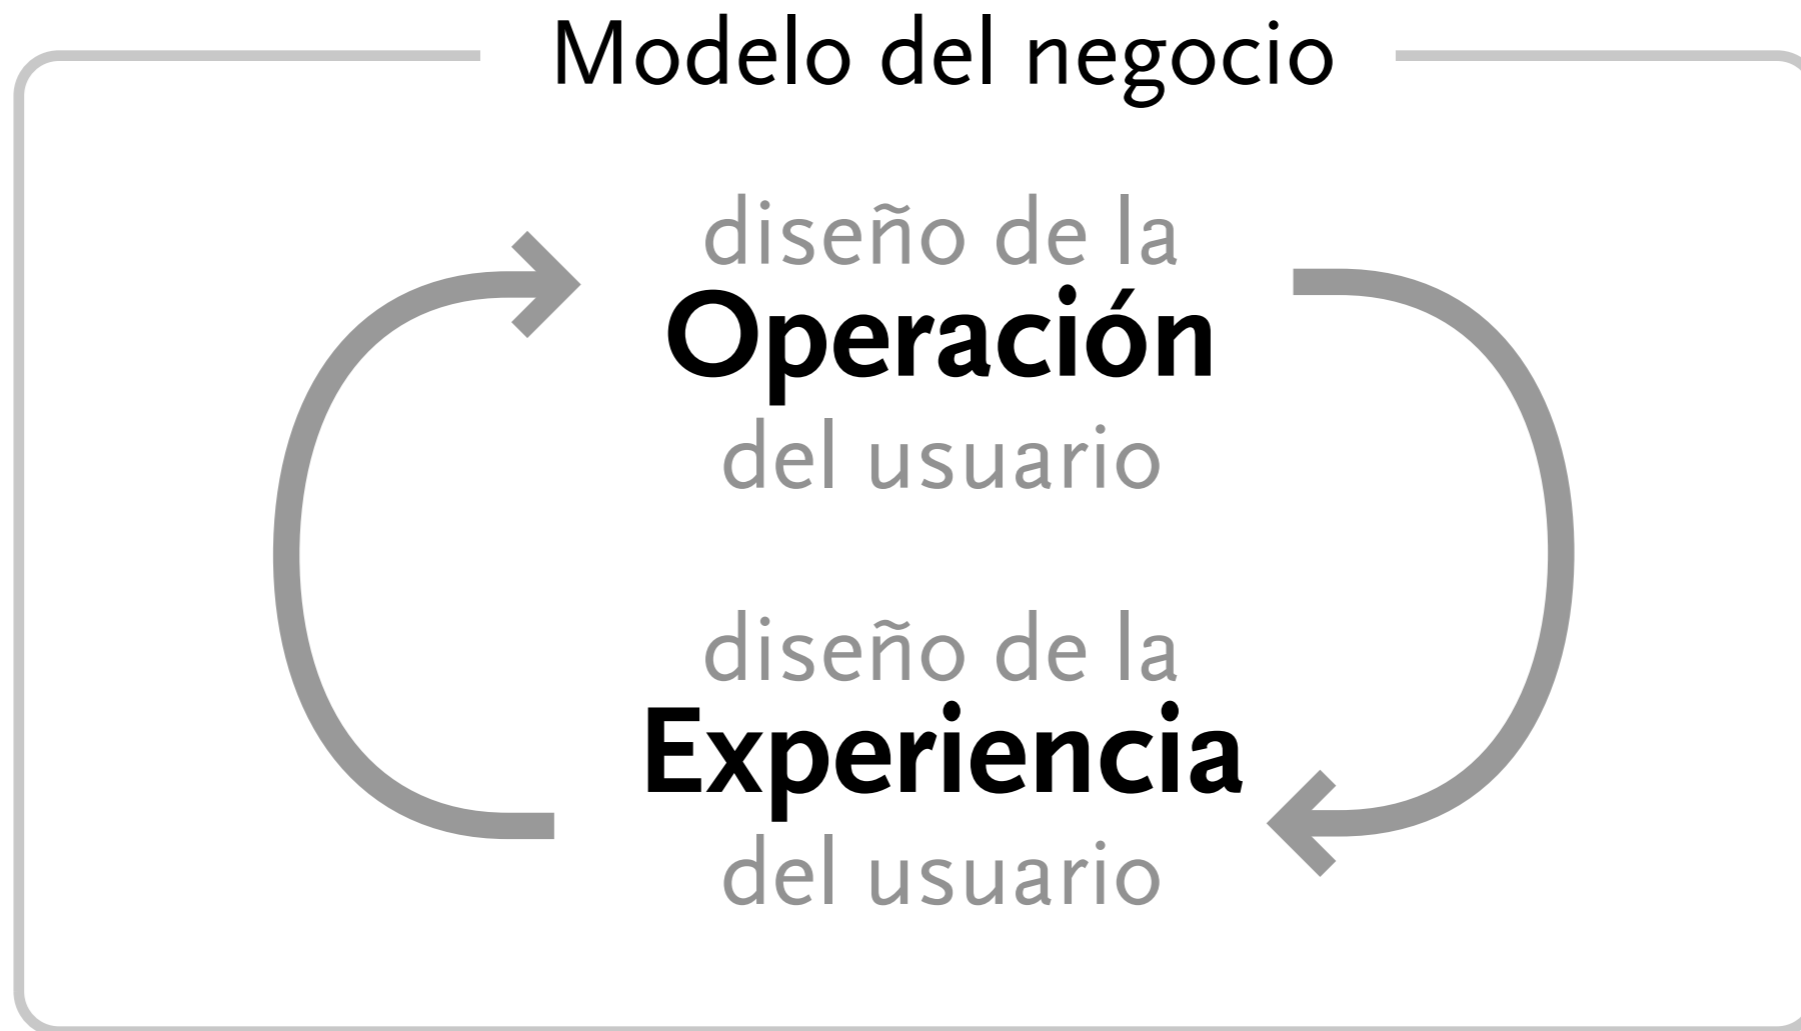 Modelo del negocio
diseño de la
Operación
del usuario
diseño de la
Experiencia
del usuario